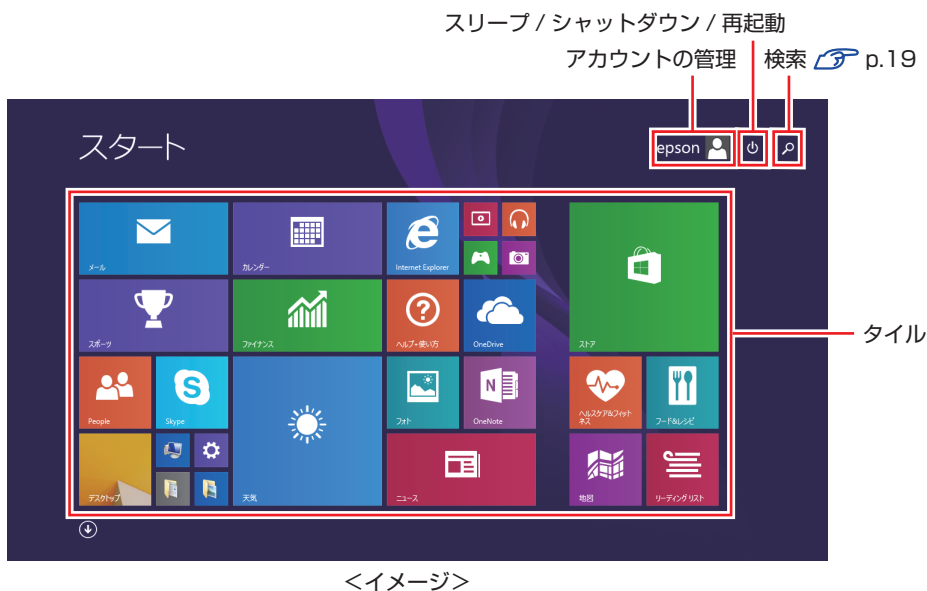 スリープ / シャットダウン / 再起動
アカウントの管理
検索 p.19
スタート
epson
メール
カレンダー
Internet Explorer
スポーツ
ファイナンス
ヘルプ+使い方
OneDrive
ストア
タイル
People
Skype
フォト
OneNote
ヘルスケア&フィット
ネス
フード&レシピ
デスクトップ
天気
ニュース
地図
リーディング リスト
＜イメージ＞